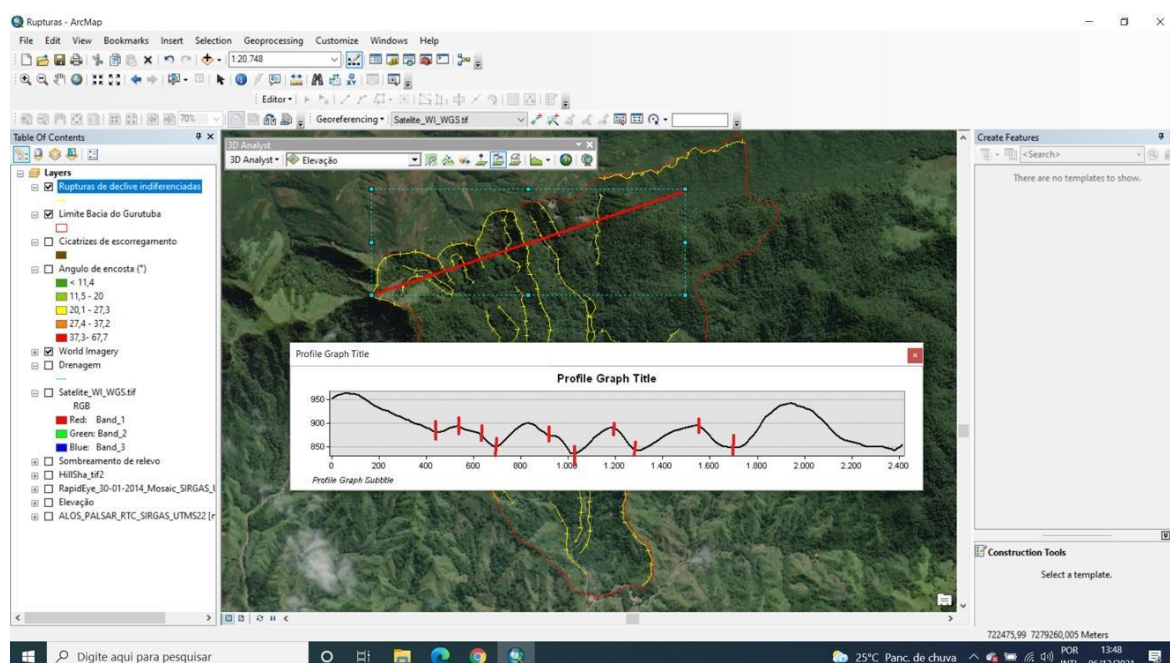 Rupturas - ArcMap
File Edit View Bookmarks Insert Selection Geoprocessing Customize Windows Help
1:20.748
Editor
70%
Georeferencing Satelite_WI_WGS.tif
Table Of Contents
3D Analyst
Create Features
3D Analyst Elevação
<Search>
There are no templates to show.
Layers
Rupturas de declive indiferenciadas
Limite Bacia do Gurutuba
Cicatrizes de escorregamento
Angulo de encosta (°)
< 11,4
11,5 - 20
20,1 - 27,3
27,4 - 37,2
37,3- 67,7
World Imagery
Drenagem
Satelite_WI_WGS.tif
RGB
Red: Band_1
Green: Band_2
Blue: Band_3
Sombreamento de relevo
HillSha_tif2
RapidEye_30-01-2014_Mosaic_SIRGAS_
Elevação
ALOS_PALSAR_RTC_SIRGAS_UTMS22
Profile Graph Title
Profile Graph Title
950
900
850
0 200 400 600 800 1.000 1.200 1.400 1.600 1.800 2.000 2.200 2.400
Profile Graph Subtitle
Construction Tools
Select a template.
722475,99 7279260,005 Meters
Digite aqui para pesquisar
25°C Panc. de chuva
POR
INTL
13:48
06/12/2021